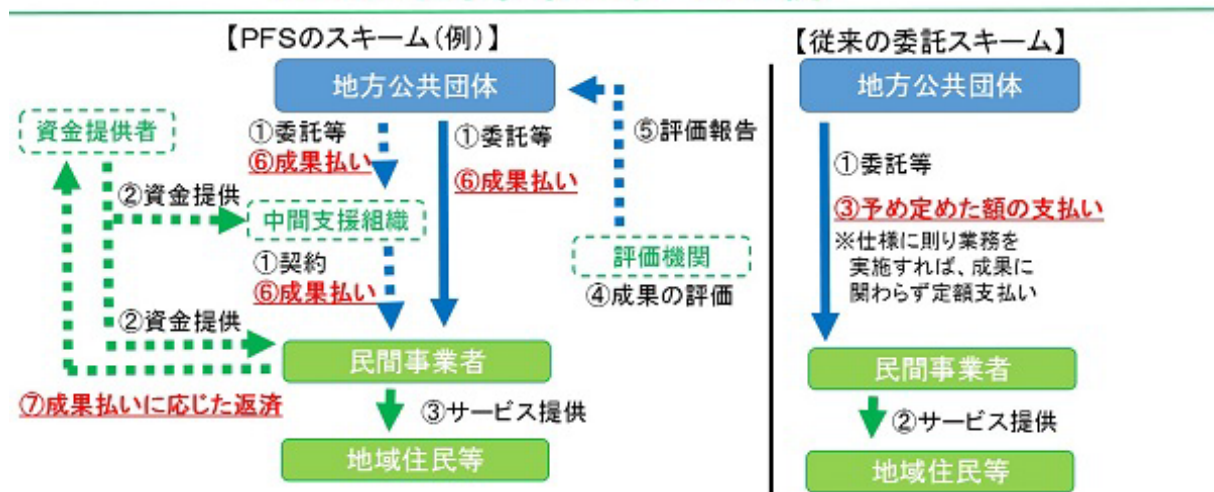 【PFSのスキーム(例)】
地方公共団体
資金提供者
①委託等
⑥成果払い
①委託等
⑥成果払い
⑤評価報告
②資金提供
中間支援組織
評価機関
④成果の評価
①契約
⑥成果払い
②資金提供
民間事業者
⑦成果払いに応じた返済
③サービス提供
地域住民等
【従来の委託スキーム】
地方公共団体
①委託等
③予め定めた額の支払い
※仕様に則り業務を
実施すれば、成果に
関わらず定額支払い
民間事業者
②サービス提供
地域住民等